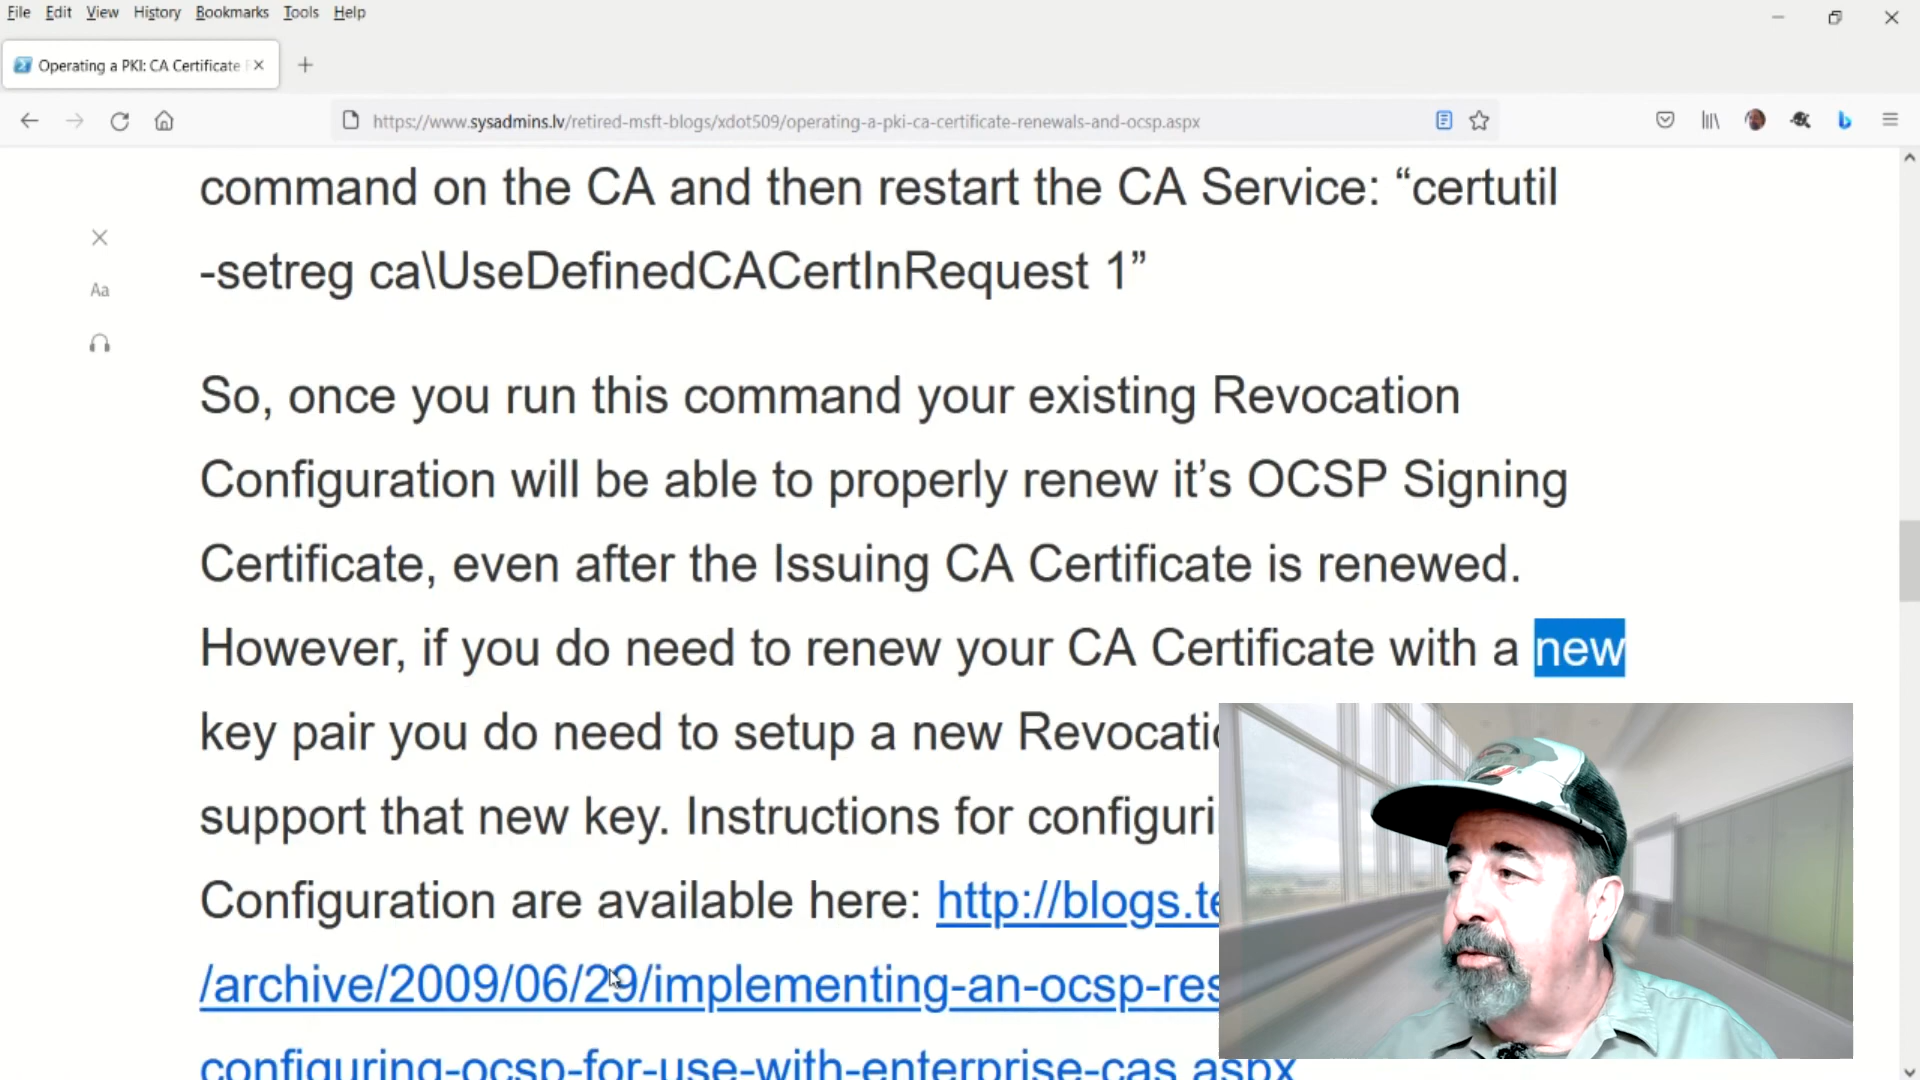 File Edit View History Bookmarks Tools Help
Operating a PKI: CA Certificate
https://www.sysadmins.lv/retired-msft-blogs/xdot509/operating-a-pki-ca-certificate-renewals-and-ocsp.aspx
command on the CA and then restart the CA Service: “certutil
-setreg ca\UseDefinedCACertInRequest 1”
Aa
So, once you run this command your existing Revocation
Configuration will be able to properly renew it’s OCSP Signing
Certificate, even after the Issuing CA Certificate is renewed.
However, if you do need to renew your CA Certificate with a new
key pair you do need to setup a new Revocatio
support that new key. Instructions for configuri
Configuration are available here: http://blogs.te
/archive/2009/06/29/implementing-an-ocsp-res
configuring-ocsp-for-use-with-enterprise-cas.aspx